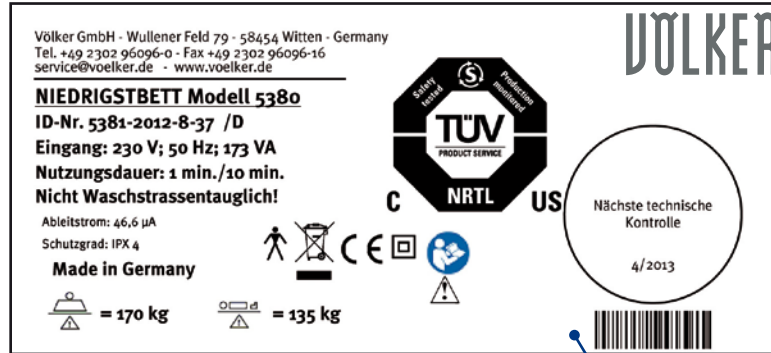 Völker GmbH - Wullener Feld 79 - 58454 Witten - Germany
Tel. +49 2302 96096-0 - Fax +49 2302 96096-16
service@voelker.de - www.voelker.de
VÖLKER
NIEDRIGSTBETT Modell 5380
ID-Nr. 5381-2012-8-37 /D
Eingang: 230 V; 50 Hz; 173 VA
Nutzungsdauer: 1 min./10 min.
Nicht Waschstrassentauglich!
Ableitstrom: 46,6 µA
Schutzgrad: IPX 4
Made in Germany
= 170 kg
= 135 kg
Safety tested
S
Production monitored
TÜV
PRODUCT SERVICE
C
NRTL
US
CE
Nächste technische
Kontrolle
4/2013